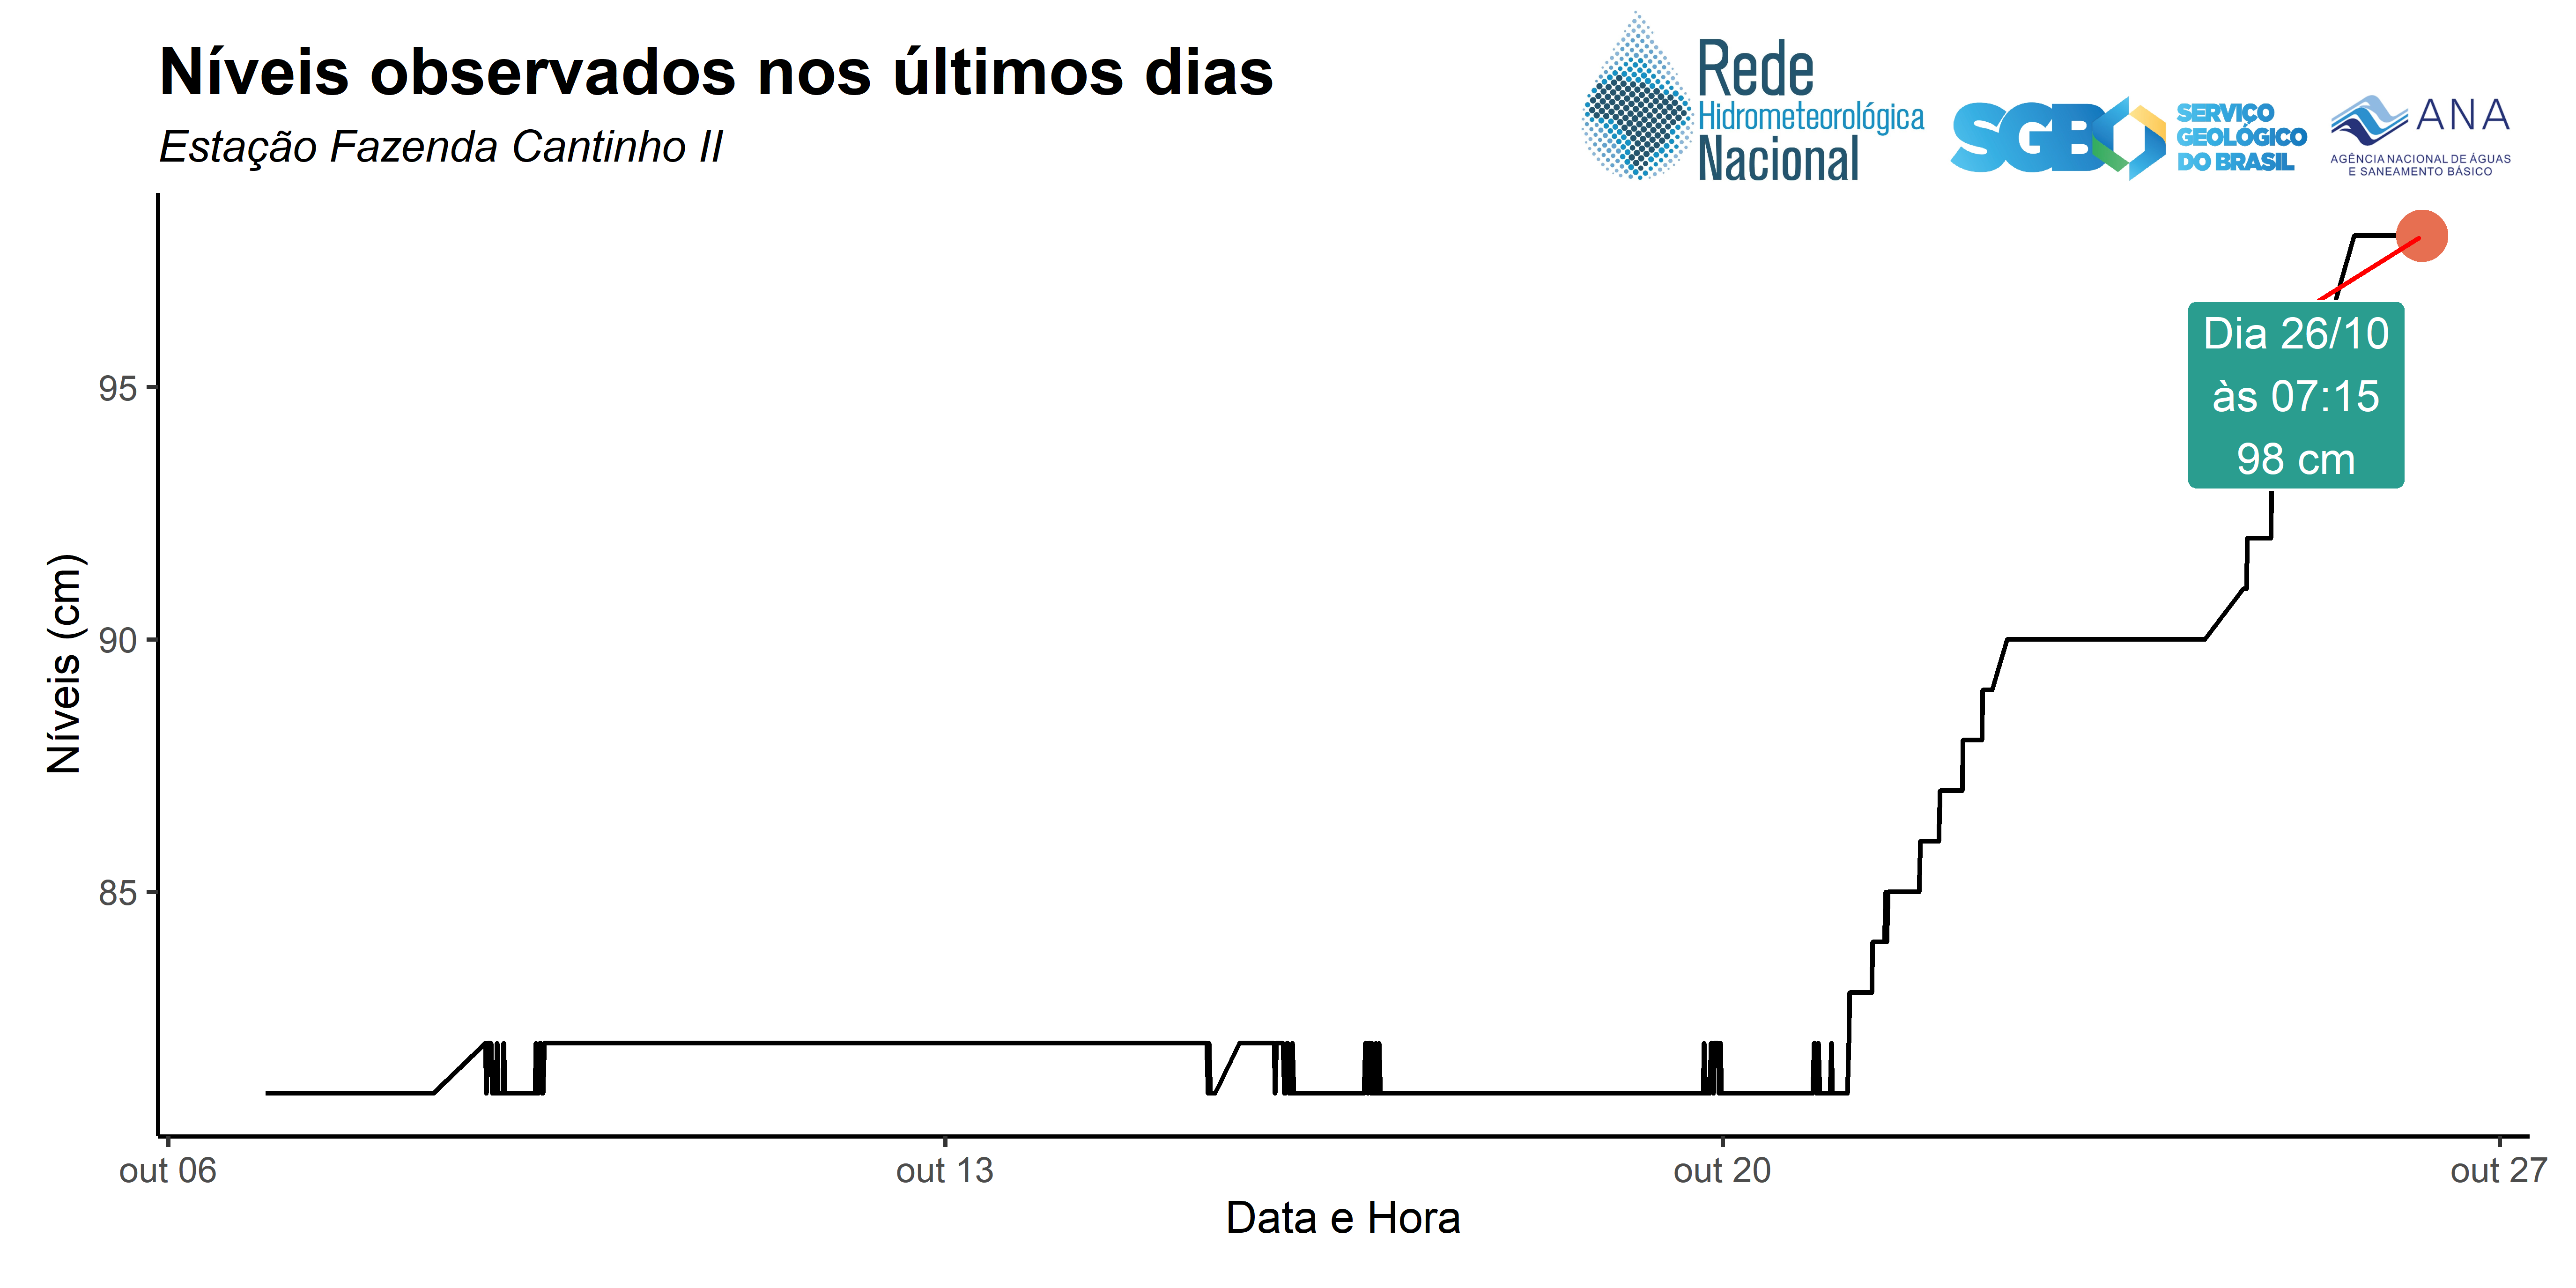 Níveis observados nos últimos dias
Estação Fazenda Cantinho II
Rede
Hidrometeorológica
Nacional
SGB
SERVIÇO
GEOLÓGICO
DO BRASIL
ANA
AGÊNCIA NACIONAL DE ÁGUAS
E SANEAMENTO BÁSICO
Dia 26/10
às 07:15
98 cm
Níveis (cm)
95
90
85
out 06
out 13
out 20
out 27
Data e Hora